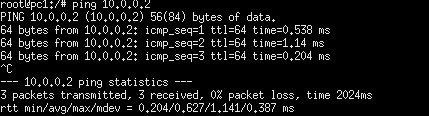 root@pc1:/# ping 10.0.0.2
PING 10.0.0.2 (10.0.0.2) 56(84) bytes of data.
64 bytes from 10.0.0.2: icmp_seq=1 ttl=64 time=0.538 ms
64 bytes from 10.0.0.2: icmp_seq=2 ttl=64 time=1.14 ms
64 bytes from 10.0.0.2: icmp_seq=3 ttl=64 time=0.204 ms
^C
--- 10.0.0.2 ping statistics ---
3 packets transmitted, 3 received, 0% packet loss, time 2024ms
rtt min/avg/max/mdev = 0.204/0.627/1.141/0.387 ms